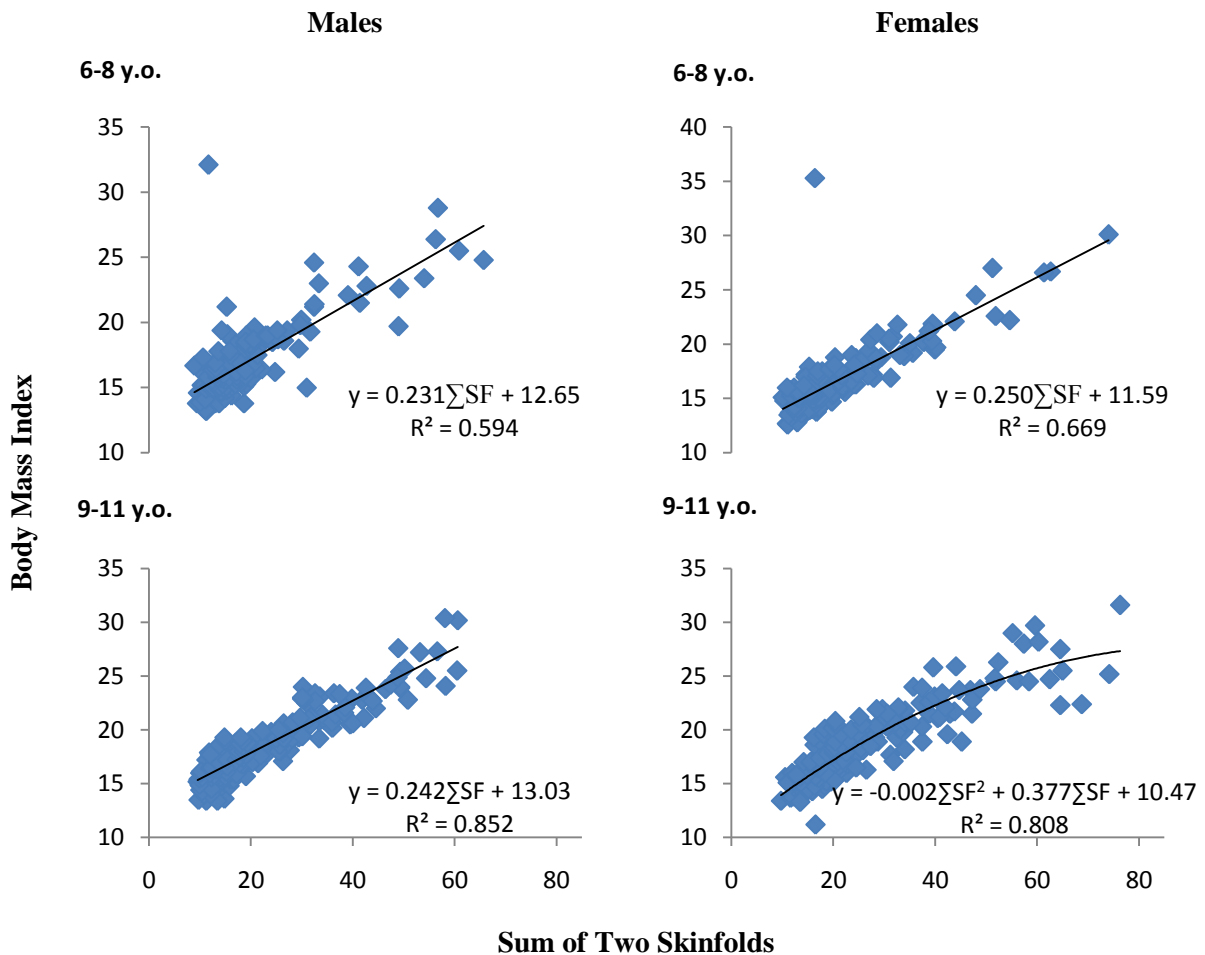 Males
Females
6-8 y.o.
6-8 y.o.
35
30
25
20
15
10
y = 0.231∑SF + 12.65
R² = 0.594
40
35
30
25
20
15
10
y = 0.250∑SF + 11.59
R² = 0.669
Body Mass Index
9-11 y.o.
9-11 y.o.
35
30
25
20
15
10
y = 0.242∑SF + 13.03
R² = 0.852
0 20 40 60 80
35
30
25
20
15
10
y = -0.002∑SF² + 0.377∑SF + 10.47
R² = 0.808
0 20 40 60 80
Sum of Two Skinfolds